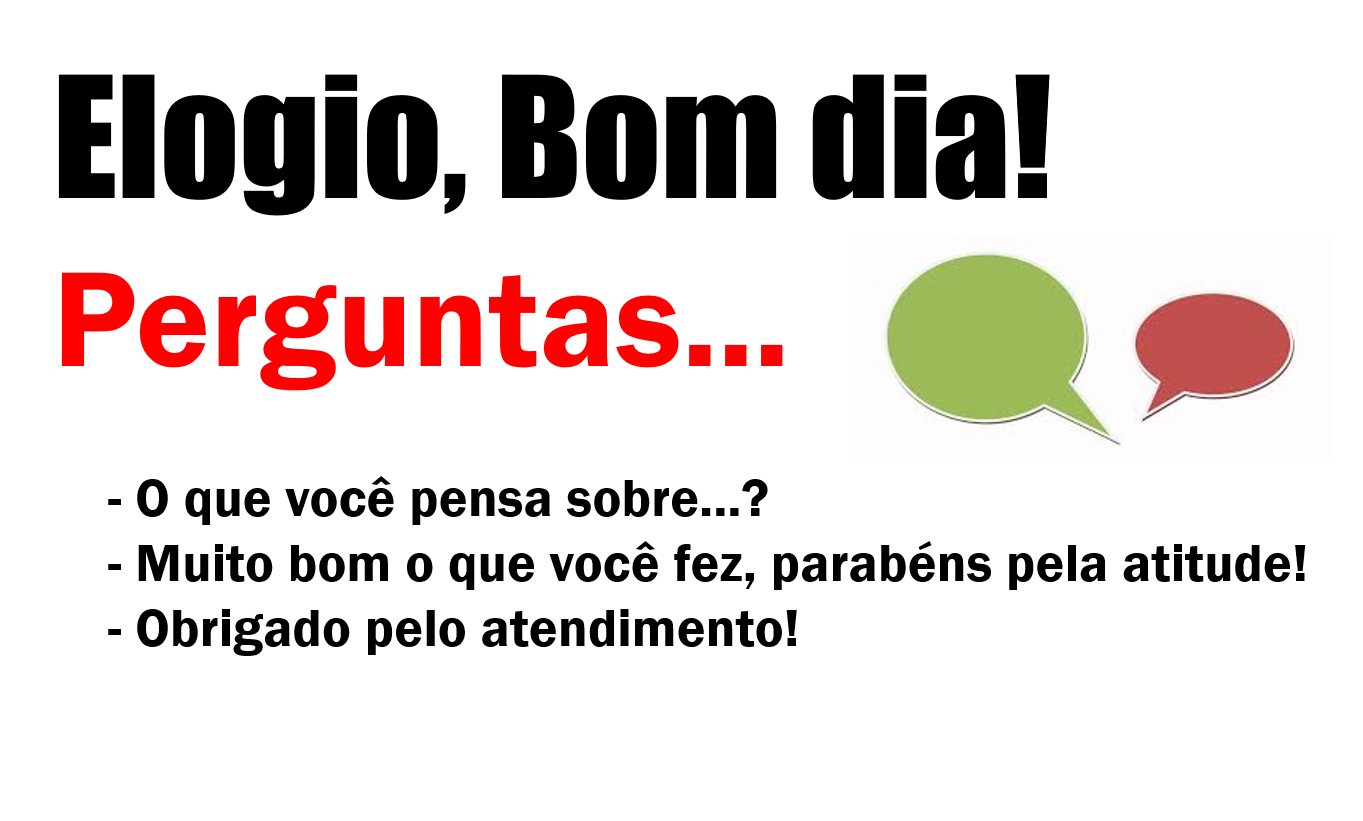 Elogio, Bom dia!
Perguntas...
- O que você pensa sobre...?
- Muito bom o que você fez, parabéns pela atitude!
- Obrigado pelo atendimento!